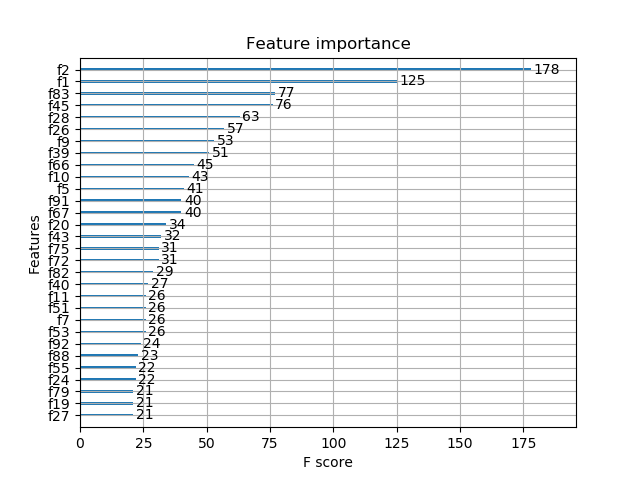 Feature importance
Features
f2 178
f1 125
f83 77
f45 76
f28 63
f26 57
f9 53
f39 51
f66 45
f10 43
f5 41
f91 40
f67 40
f20 34
f43 32
f75 31
f72 31
f82 29
f40 27
f11 26
f51 26
f7 26
f53 26
f92 24
f88 23
f55 22
f24 22
f79 21
f19 21
f27 21
0 25 50 75 100 125 150 175
F score